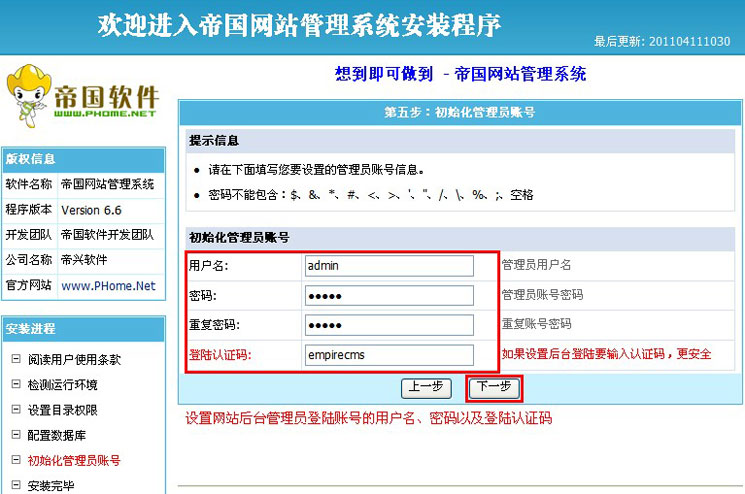 欢迎进入帝国网站管理系统安装程序
最后更新: 201104111030
帝国软件
WWW.PHOME.NET
版权信息
软件名称 帝国网站管理系统
程序版本 Version 6.6
开发团队 帝国软件开发团队
公司名称 帝兴软件
官方网站 www.PHome.Net
安装进程
阅读用户使用条款
检测运行环境
设置目录权限
配置数据库
初始化管理员账号
安装完毕
想到即可做到 - 帝国网站管理系统
第五步：初始化管理员账号
提示信息
• 请在下面填写您要设置的管理员账号信息。
• 密码不能包含：$、&、*、#、<、>、'、"、/、\、%、;、空格
初始化管理员账号
用户名: admin 管理员用户名
密码: ●●●●● 管理员账号密码
重复密码: ●●●●● 重复账号密码
登陆认证码: empirecms 如果设置后台登陆要输入认证码，更安全
上一步 下一步
设置网站后台管理员登陆账号的用户名、密码以及登陆认证码